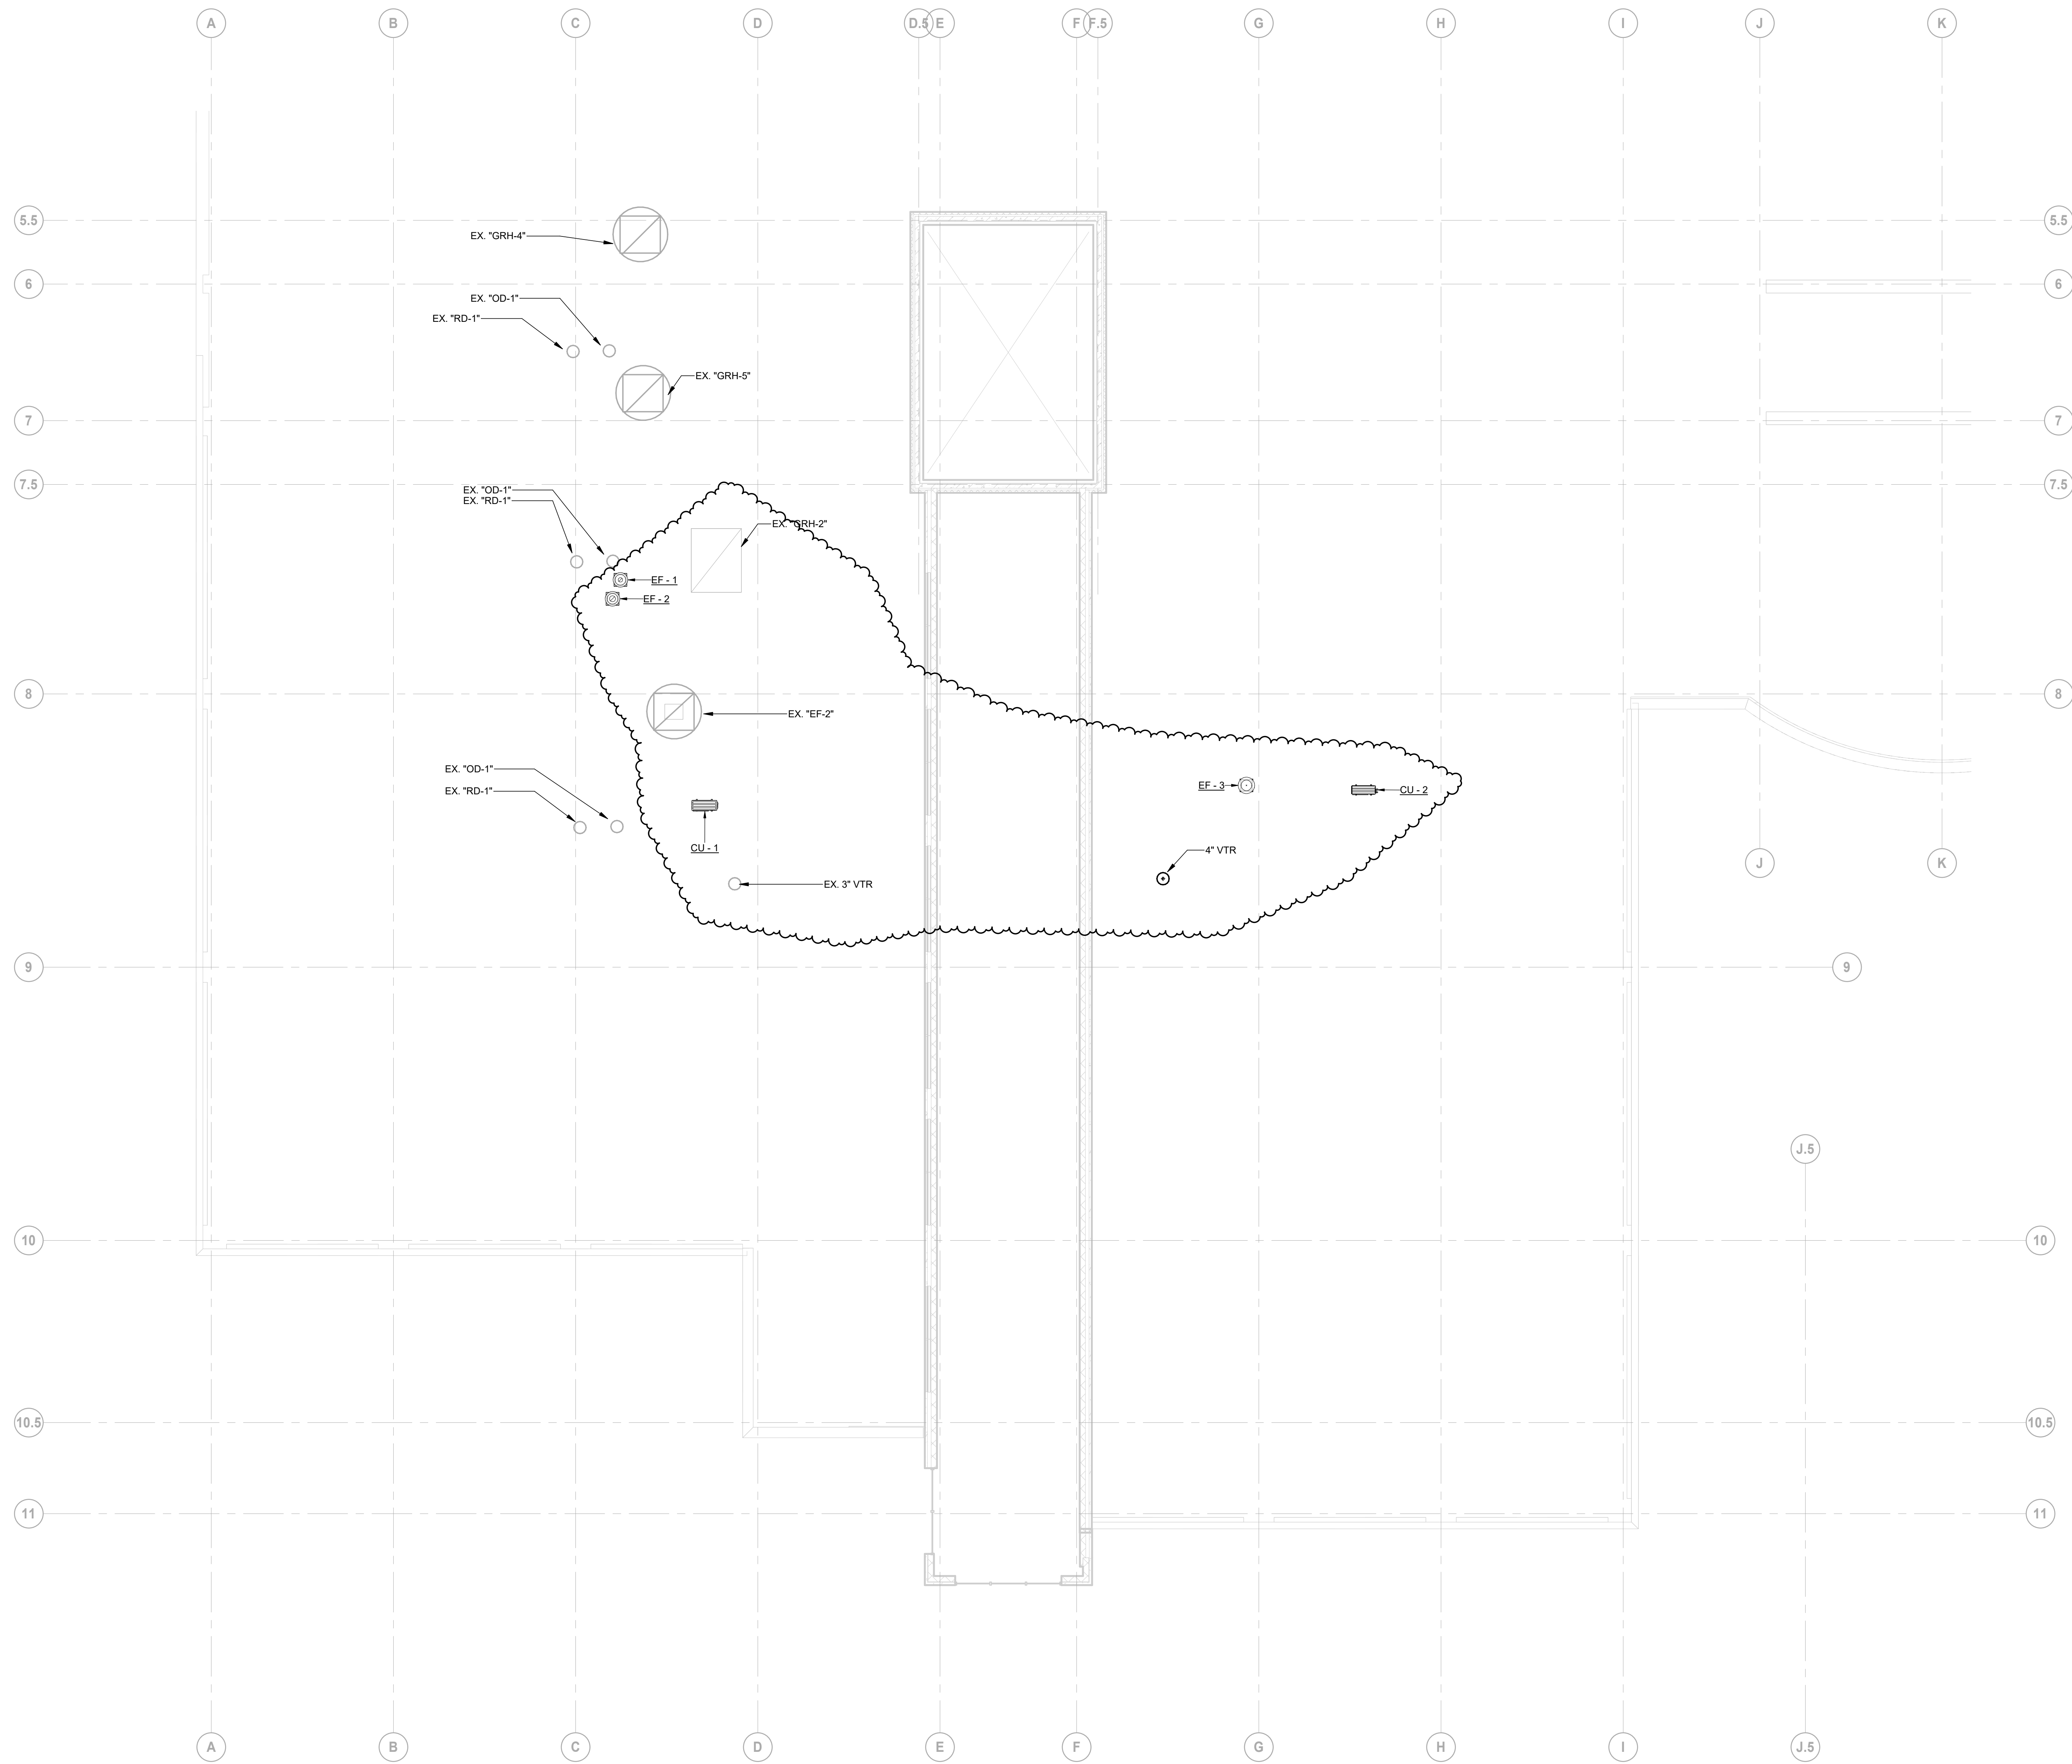 A B C D D.5 E F F.5 G H I J K
5.5 5.5
EX. "GRH-4"
6 6
EX. "OD-1"
EX. "RD-1"
EX. "GRH-5"
7 7
7.5 7.5
EX. "OD-1"
EX. "RD-1"
EX. "GRH-2"
EF - 1
EF - 2
8 8
EX. "EF-2"
EX. "OD-1"
EF - 3
CU - 2
EX. "RD-1"
CU - 1
4" VTR
J K
EX. 3" VTR
9 9
J.5
10 10
10.5 10.5
11 11
A B C D E F G H I J.5